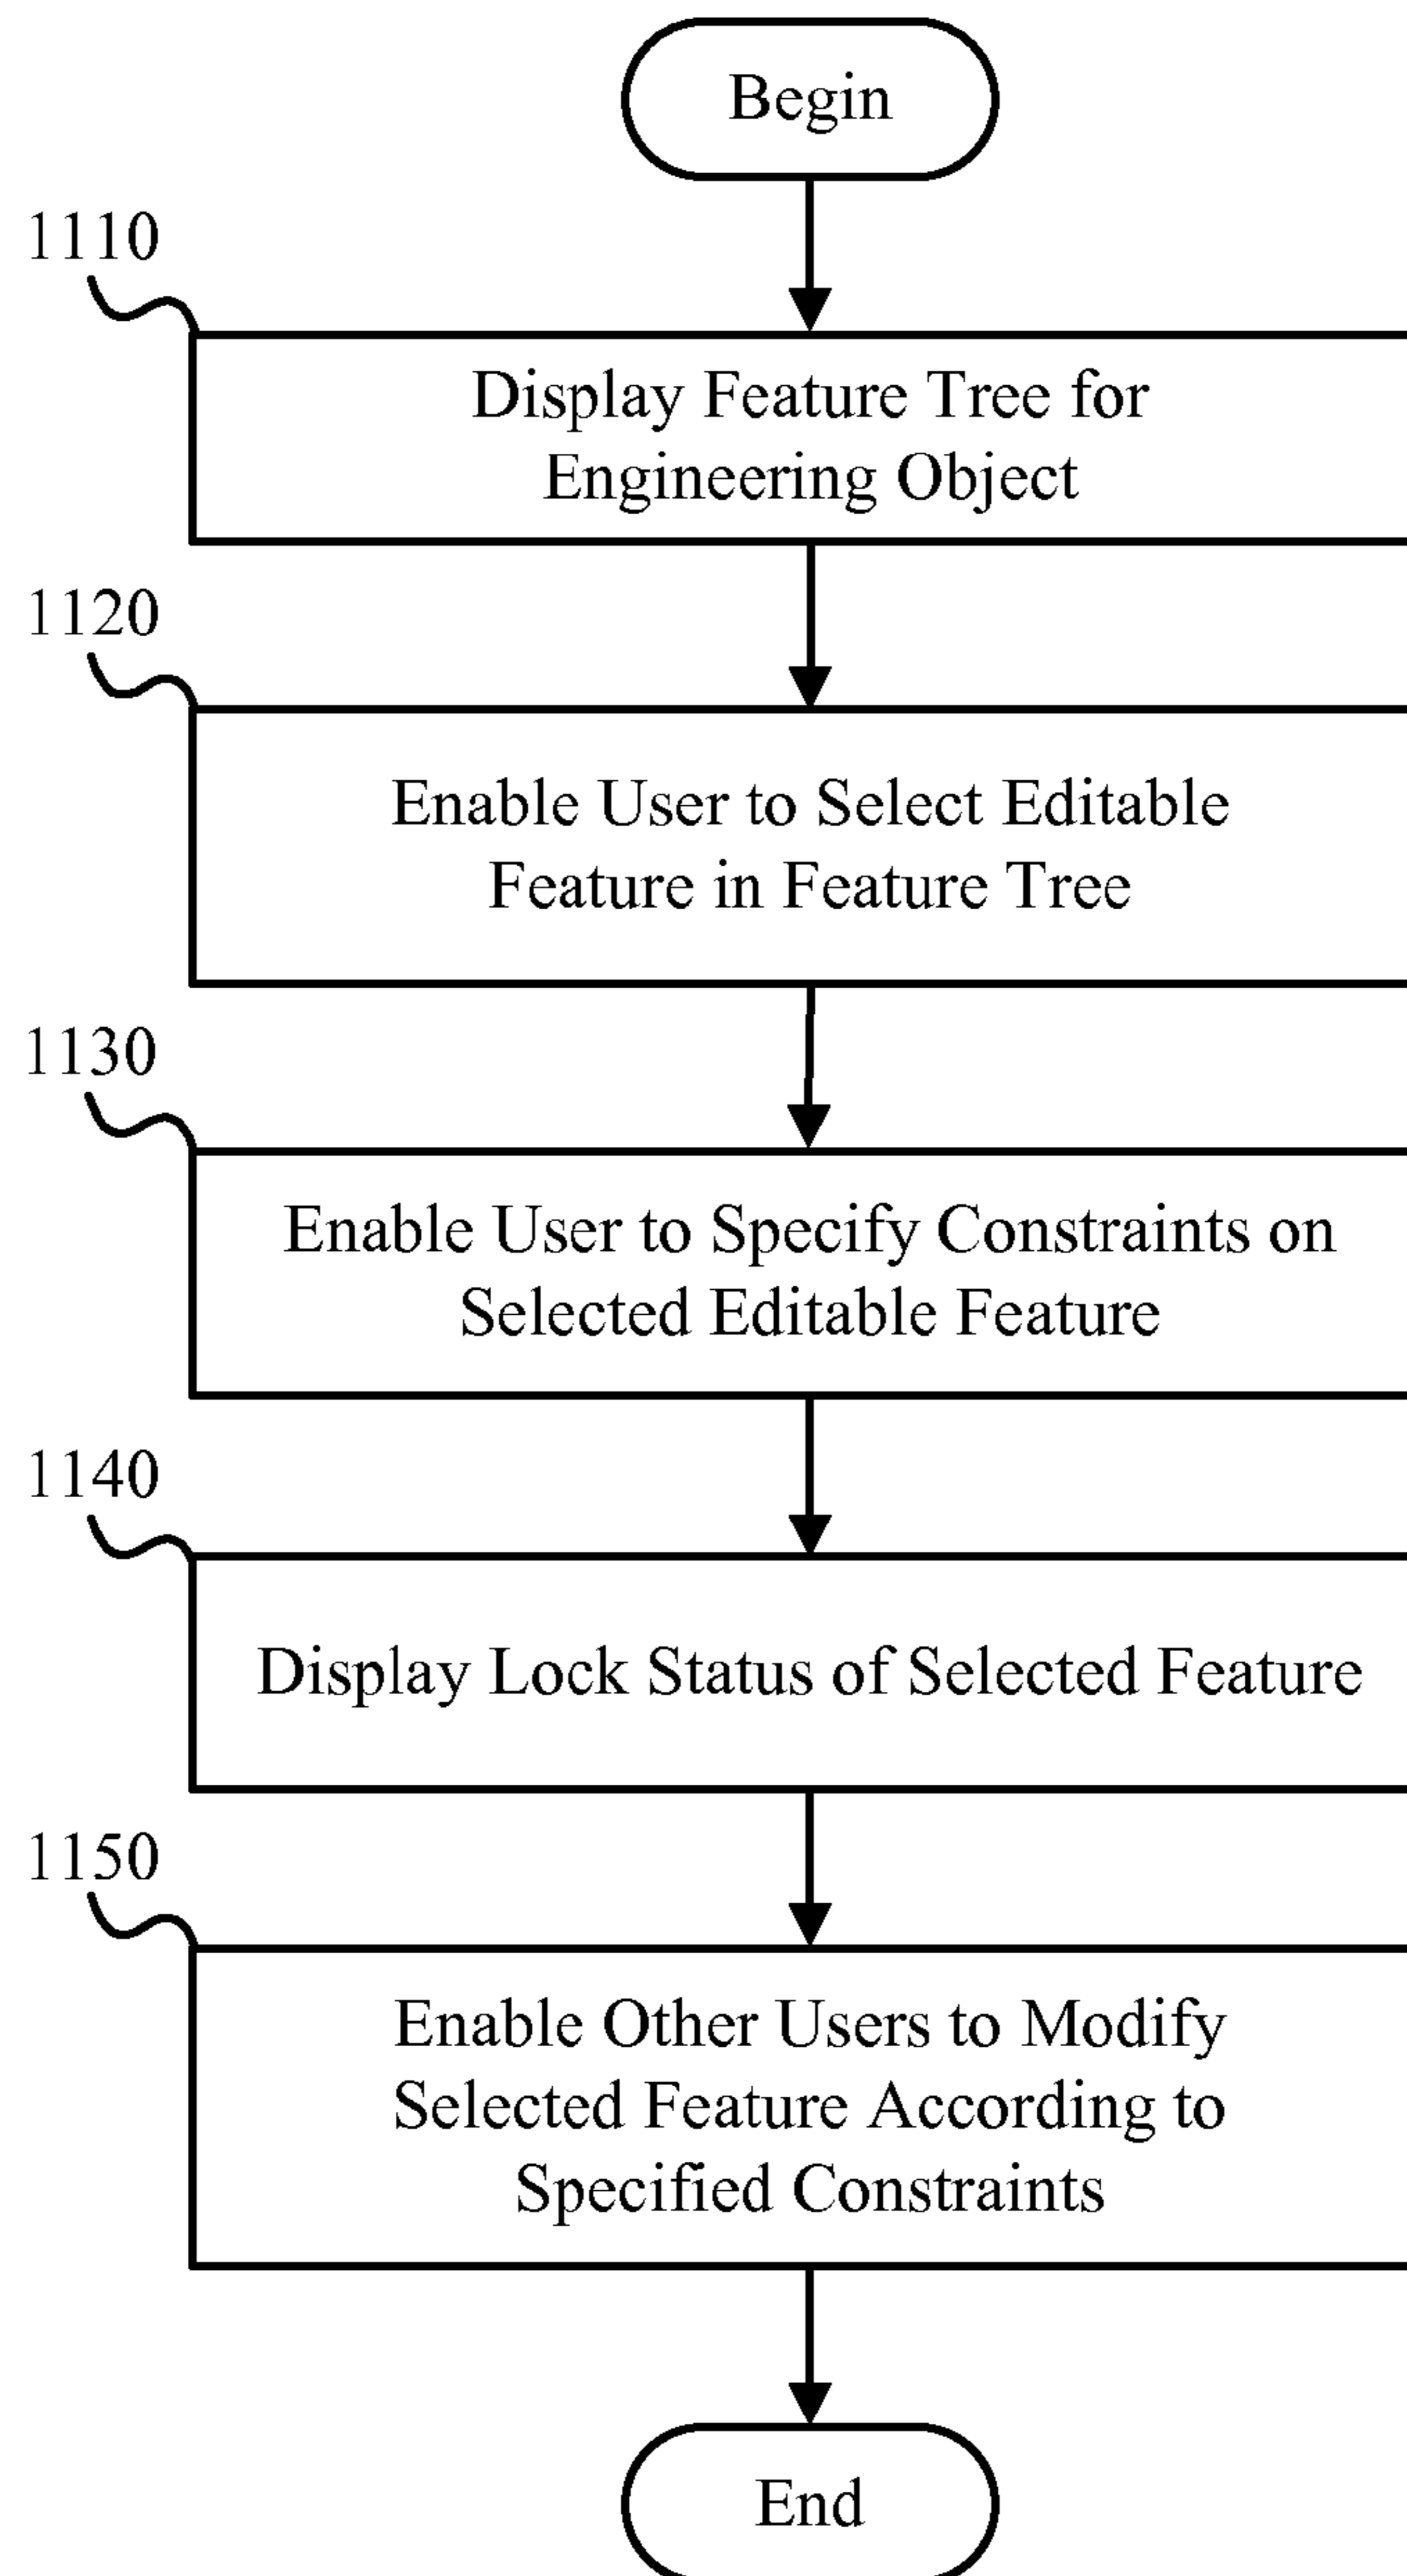 Begin
1110
Display Feature Tree for
Engineering Object
1120
Enable User to Select Editable
Feature in Feature Tree
1130
Enable User to Specify Constraints on
Selected Editable Feature
1140
Display Lock Status of Selected Feature
1150
Enable Other Users to Modify
Selected Feature According to
Specified Constraints
End